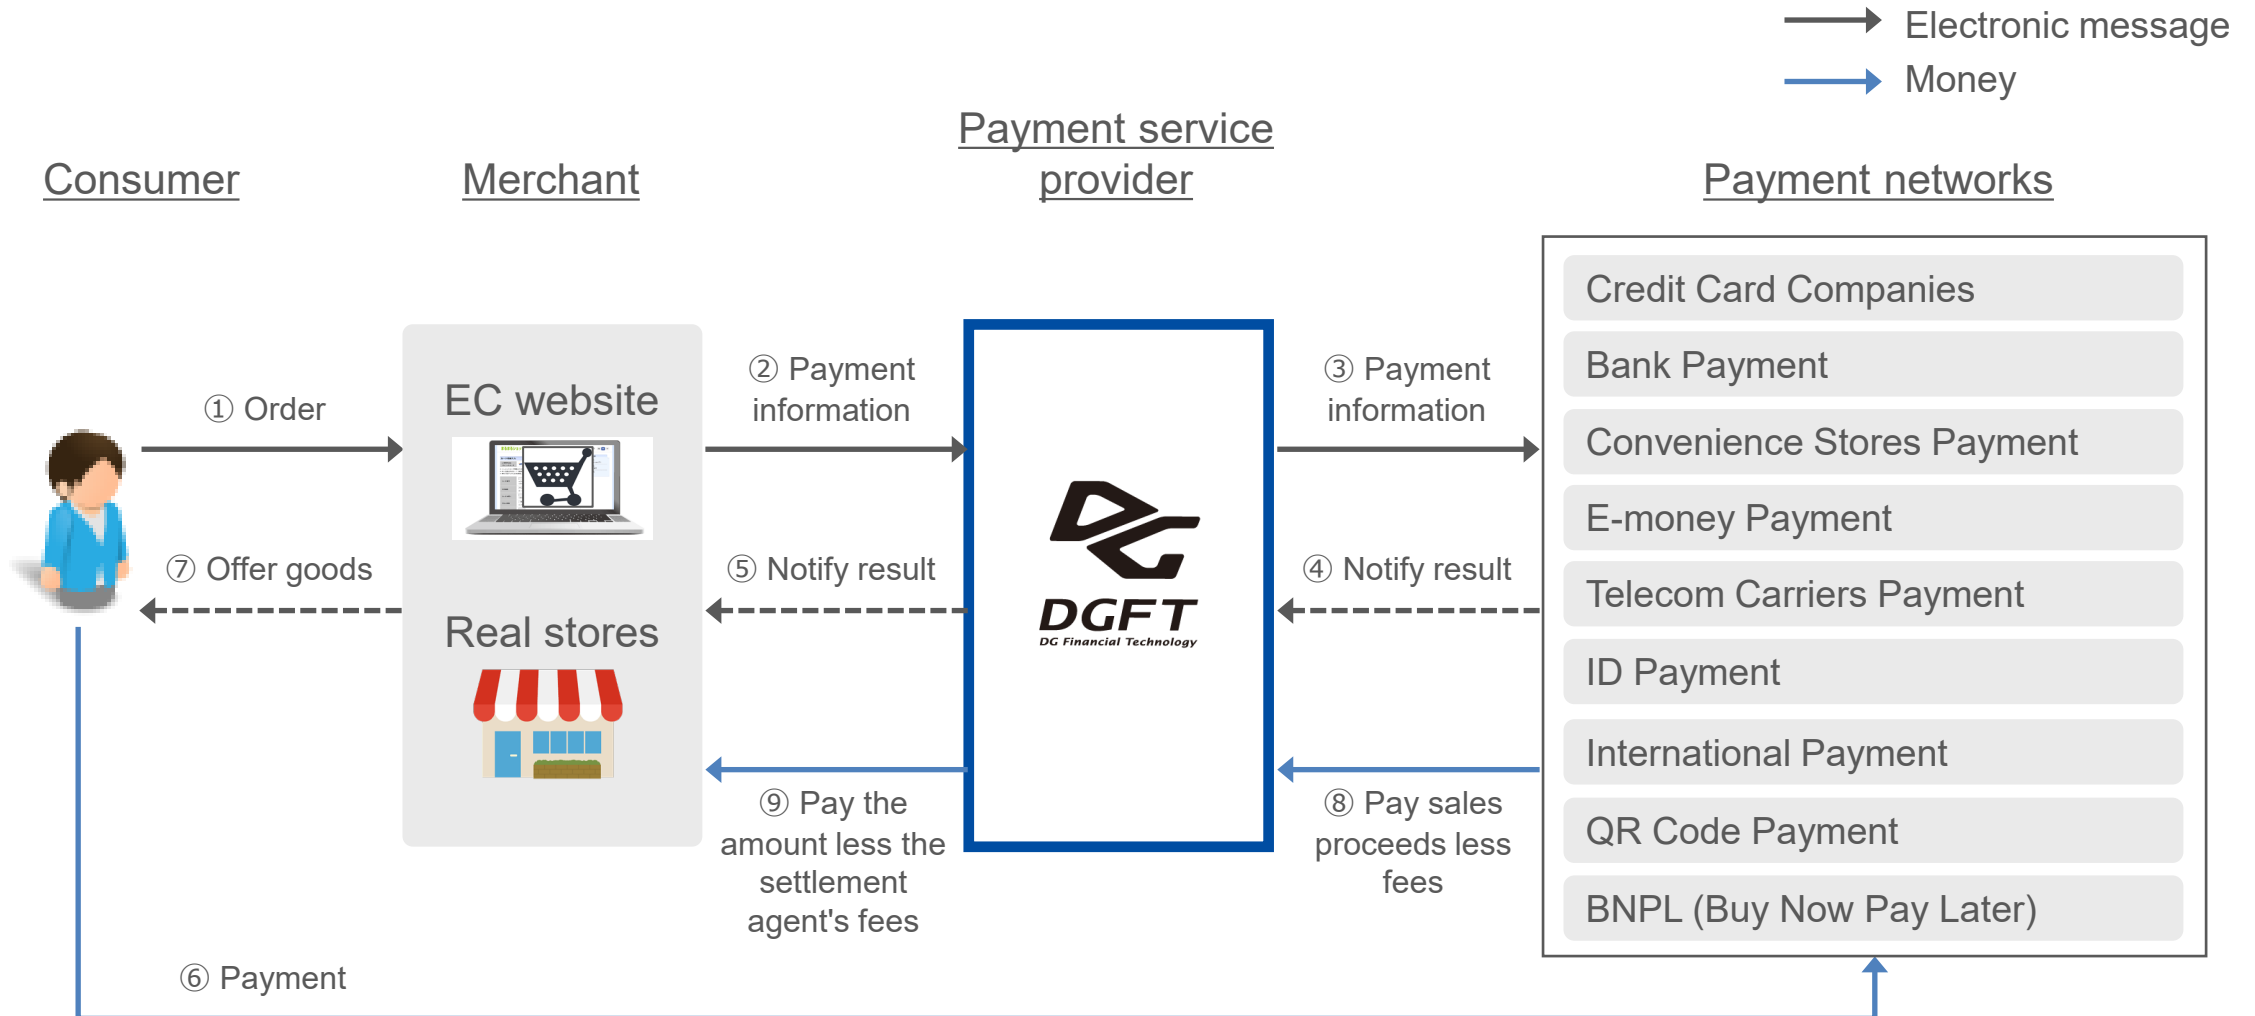 Electronic message
Money
Consumer
Merchant
Payment service
provider
Payment networks
① Order
⑦ Offer goods
EC website
Real stores
② Payment
information
⑤ Notify result
⑨ Pay the
amount less the
settlement
agent's fees
DGFT
DG Financial Technology
③ Payment
information
④ Notify result
⑧ Pay sales
proceeds less
fees
Credit Card Companies
Bank Payment
Convenience Stores Payment
E-money Payment
Telecom Carriers Payment
ID Payment
International Payment
QR Code Payment
BNPL (Buy Now Pay Later)
⑥ Payment